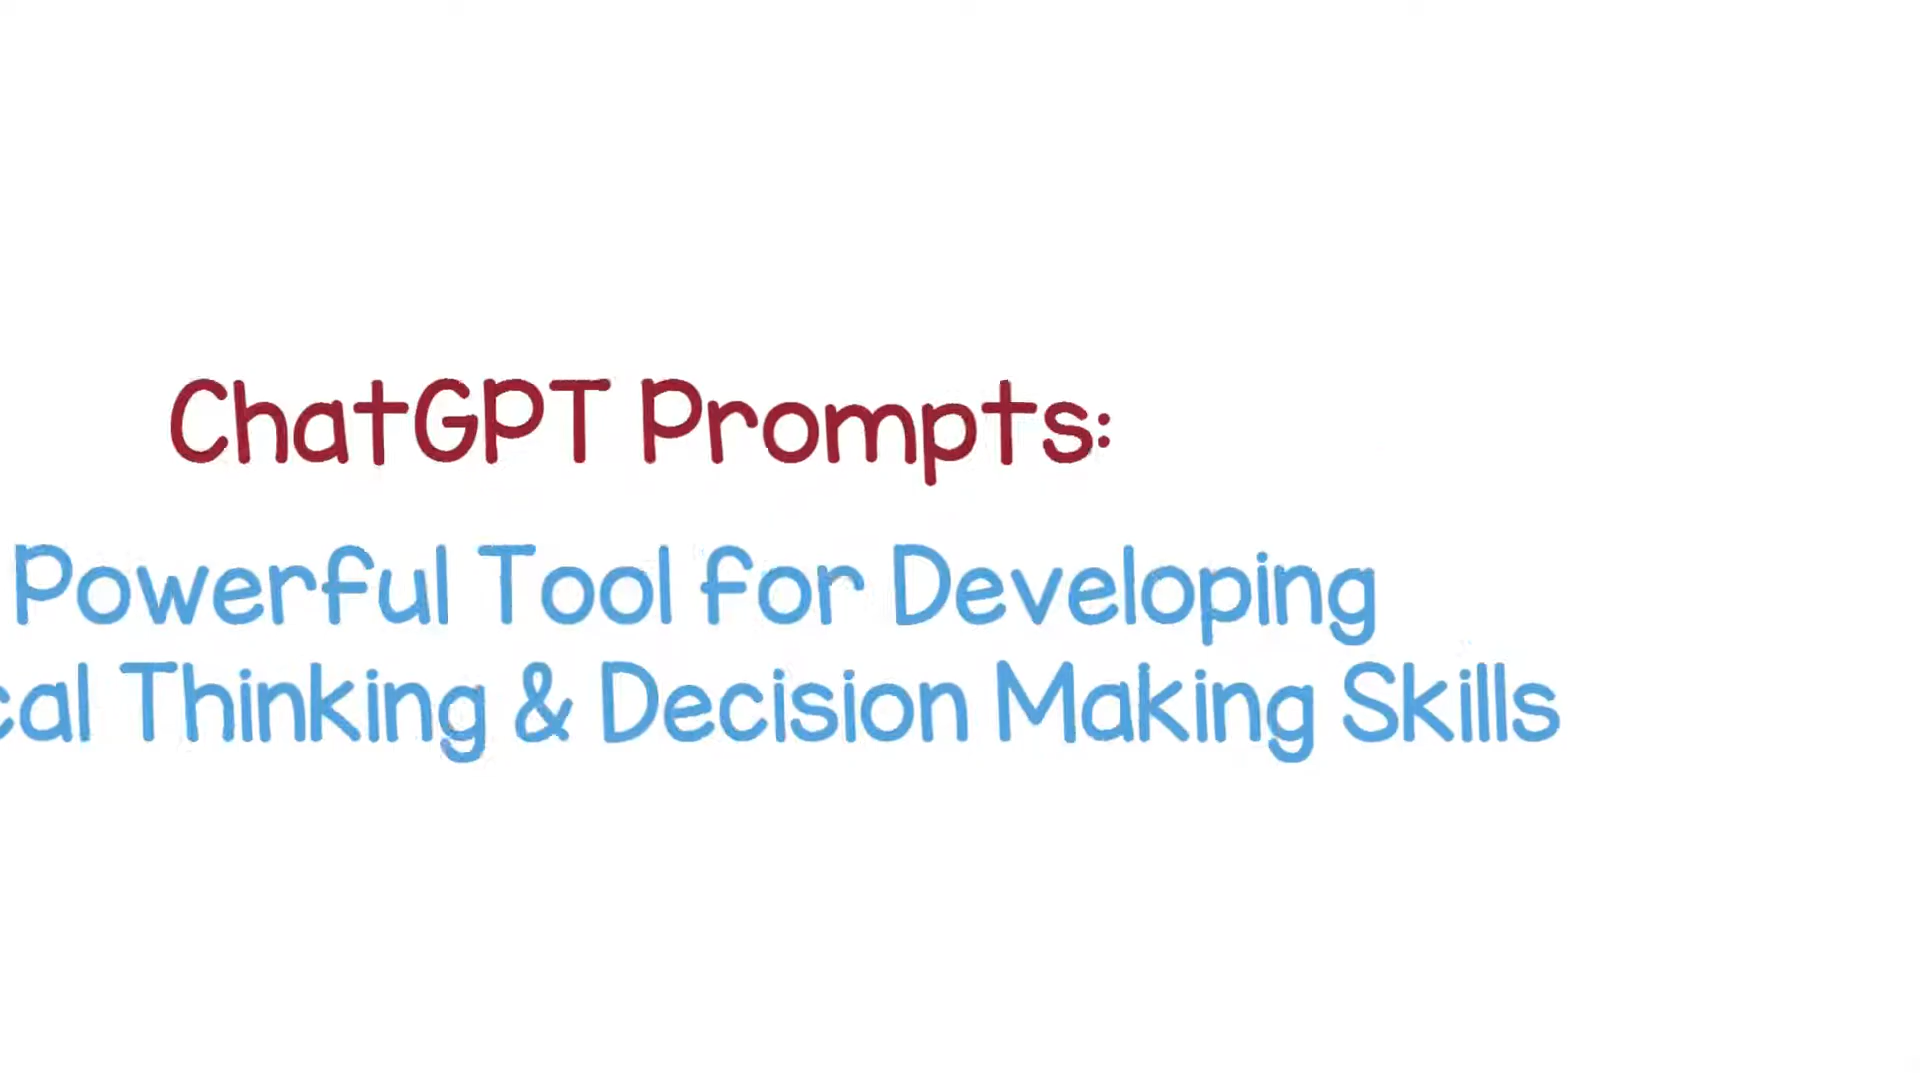 ChatGPT Prompts:
Powerful Tool for Developing
cal Thinking & Decision Making Skills